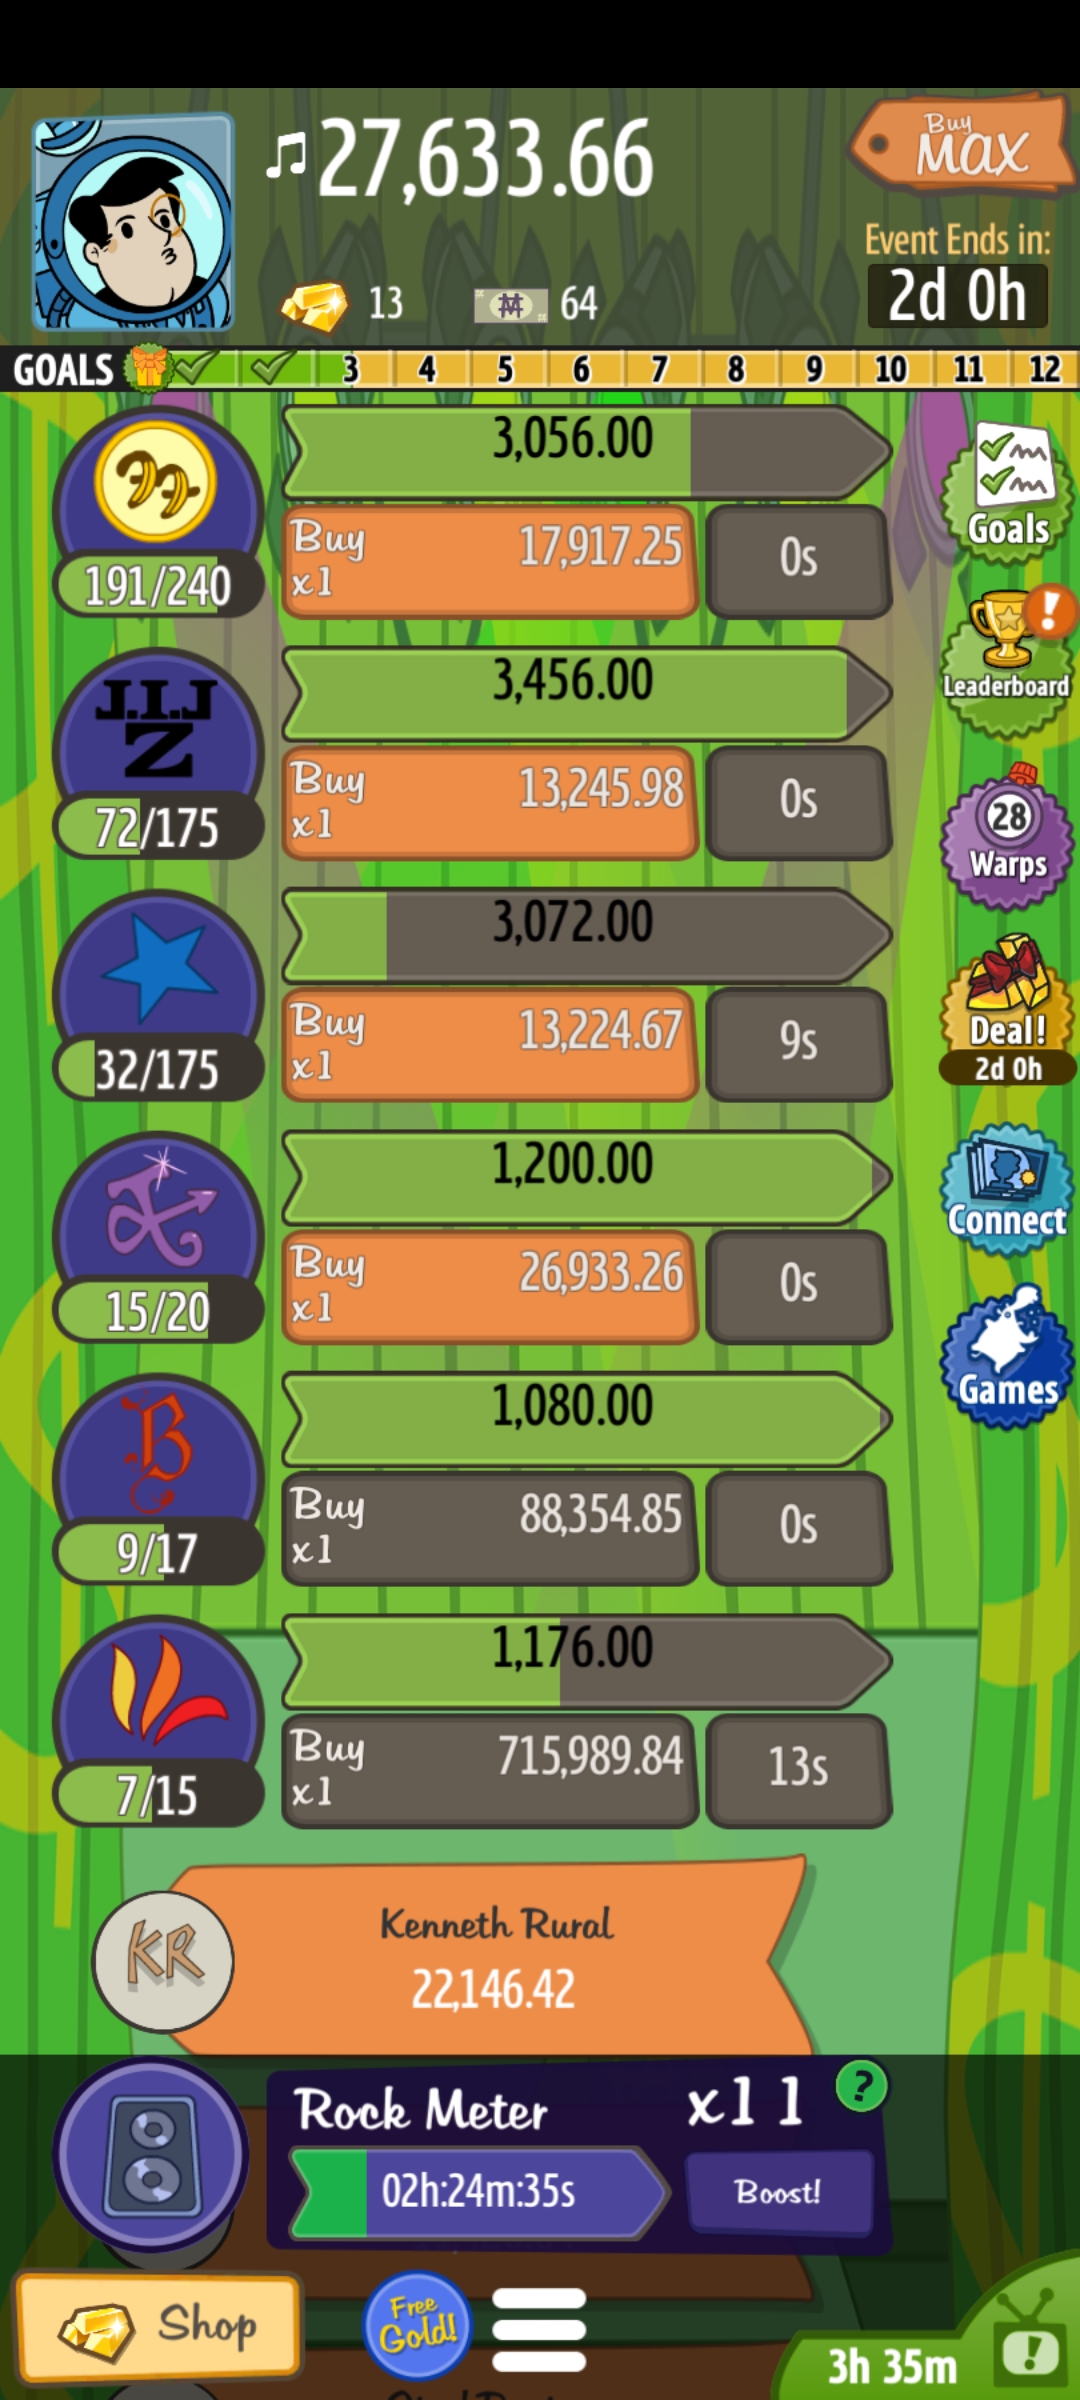 27,633.66
Buy
MAX
Event Ends in:
2d 0h
13
64
GOALS 3 4 5 6 7 8 9 10 11 12
3,056.00
Buy
x1
17,917.25
0s
191/240
Goals
3,456.00
J.I.J
Z
Buy
x1
13,245.98
0s
72/175
Leaderboard
3,072.00
Buy
x1
13,224.67
9s
32/175
28
Warps
Deal!
2d 0h
1,200.00
Buy
x1
26,933.26
0s
15/20
Connect
1,080.00
B
Buy
x1
88,354.85
0s
9/17
Games
1,176.00
Buy
x1
715,989.84
13s
7/15
KR
Kenneth Rural
22,146.42
Rock Meter
x11
?
02h:24m:35s
Boost!
Shop
Free
Gold!
3h 35m
!